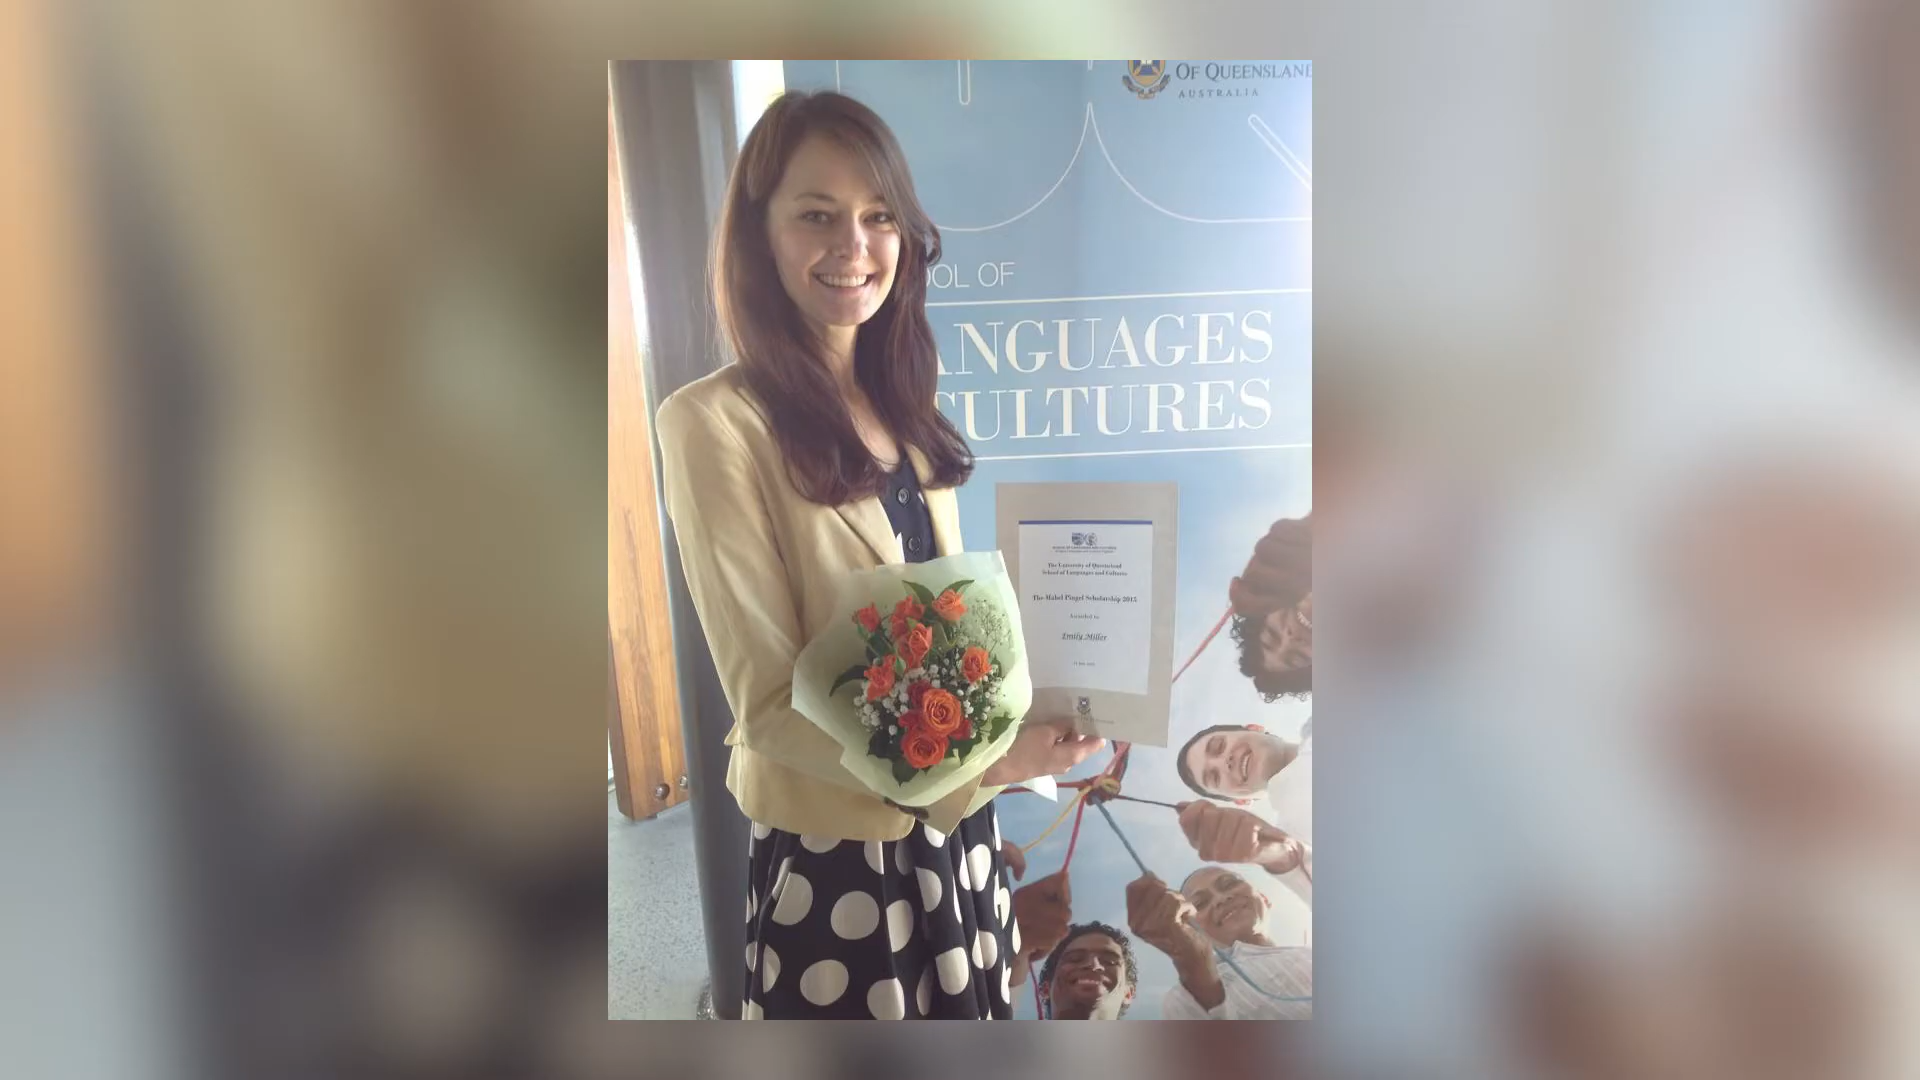 OF QUEENSLAND
AUSTRALIA
OOL OF
ANGUAGES
CULTURES
The University of Queensland
School of Languages and Cultures
The Mabel Pingel Scholarship 2015
Awarded to
Emily Miller